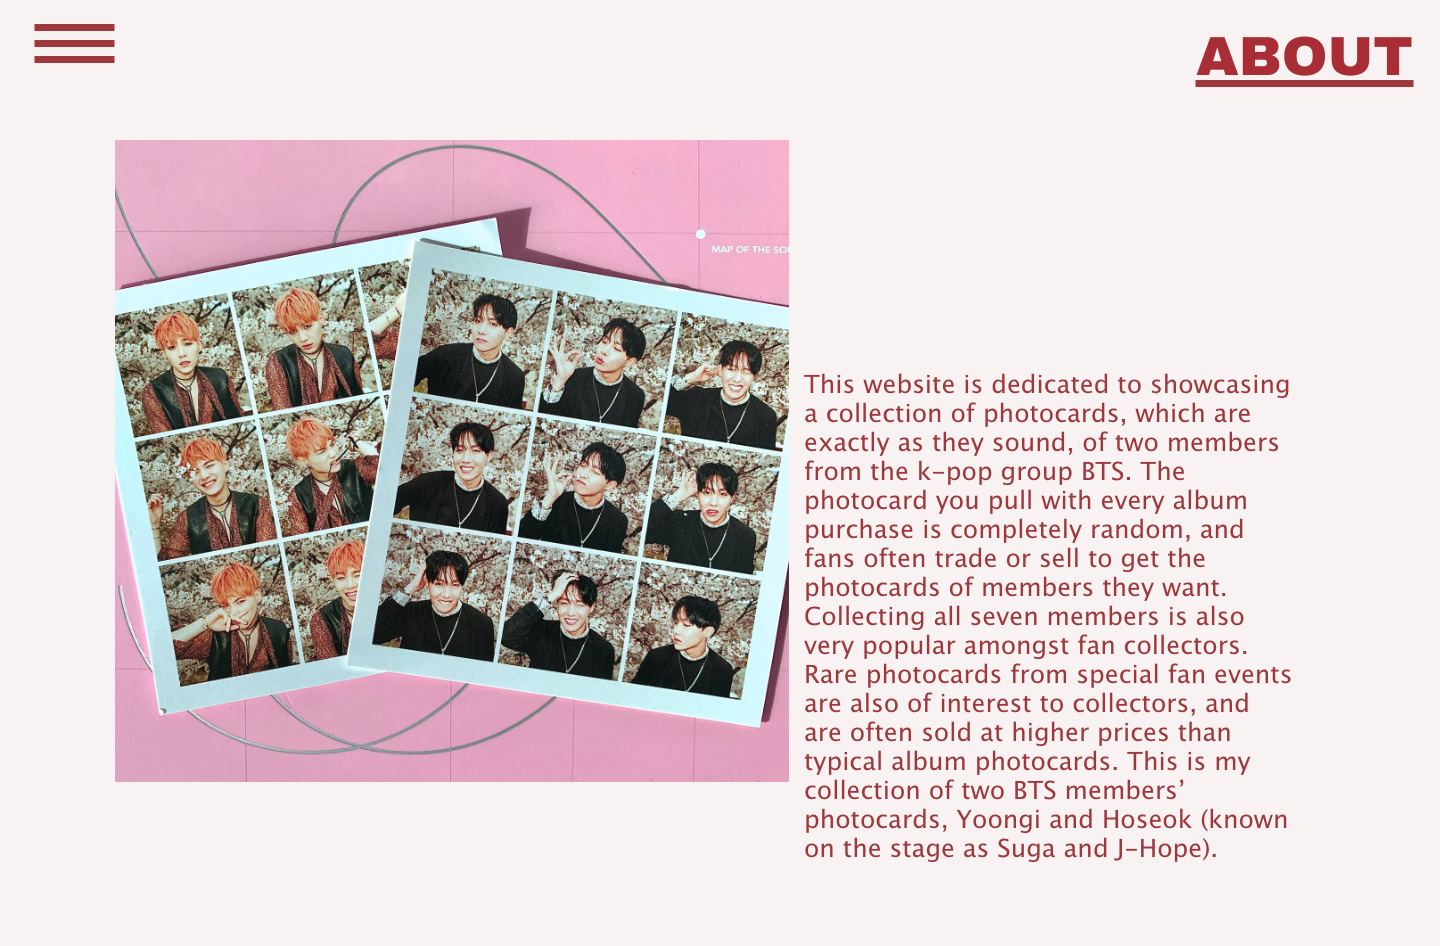 ABOUT
MAP OF THE
This website is dedicated to showcasing
a collection of photocards, which are
exactly as they sound, of two members
from the k-pop group BTS. The
photocard you pull with every album
purchase is completely random, and
fans often trade or sell to get the
photocards of members they want.
Collecting all seven members is also
very popular amongst fan collectors.
Rare photocards from special fan events
are also of interest to collectors, and
are often sold at higher prices than
typical album photocards. This is my
collection of two BTS members’
photocards, Yoongi and Hoseok (known
on the stage as Suga and J-Hope).